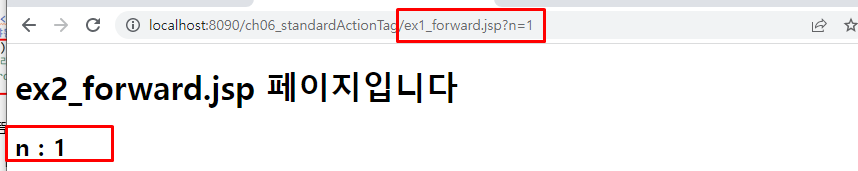 localhost:8090/ch06_standardActionTag/ex1_forward.jsp?n=1
ex2_forward.jsp 페이지입니다
n : 1